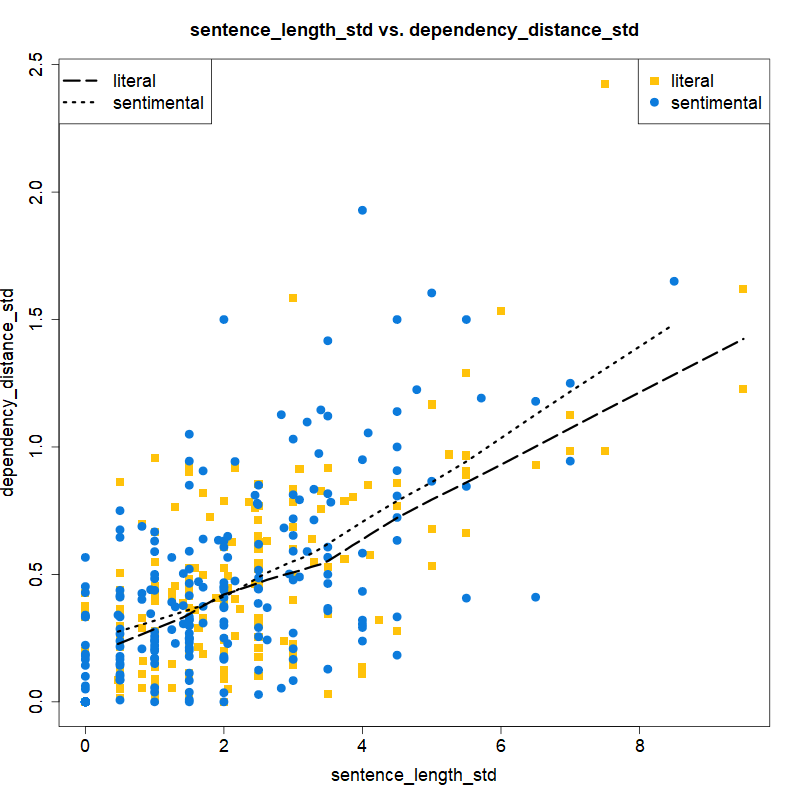 sentence_length_std vs. dependency_distance_std
literal
sentimental
literal
sentimental
dependency_distance_std
2.5
2.0
1.5
1.0
0.5
0.0
0 2 4 6 8
sentence_length_std